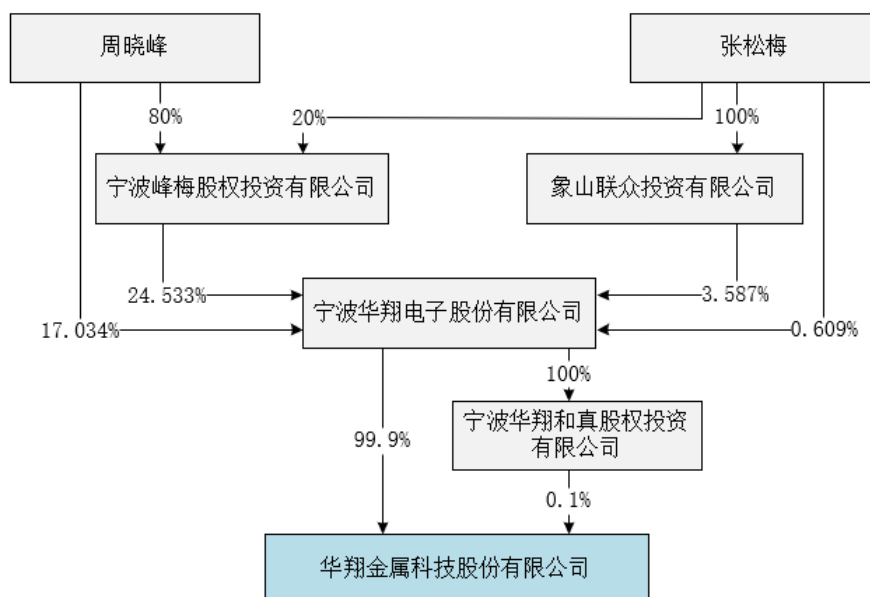 周晓峰
张松梅
80%
20%
100%
宁波峰梅股权投资有限公司
象山联众投资有限公司
24.533%
宁波华翔电子股份有限公司
3.587%
17.034%
0.609%
100%
99.9%
宁波华翔和真股权投资
有限公司
0.1%
华翔金属科技股份有限公司